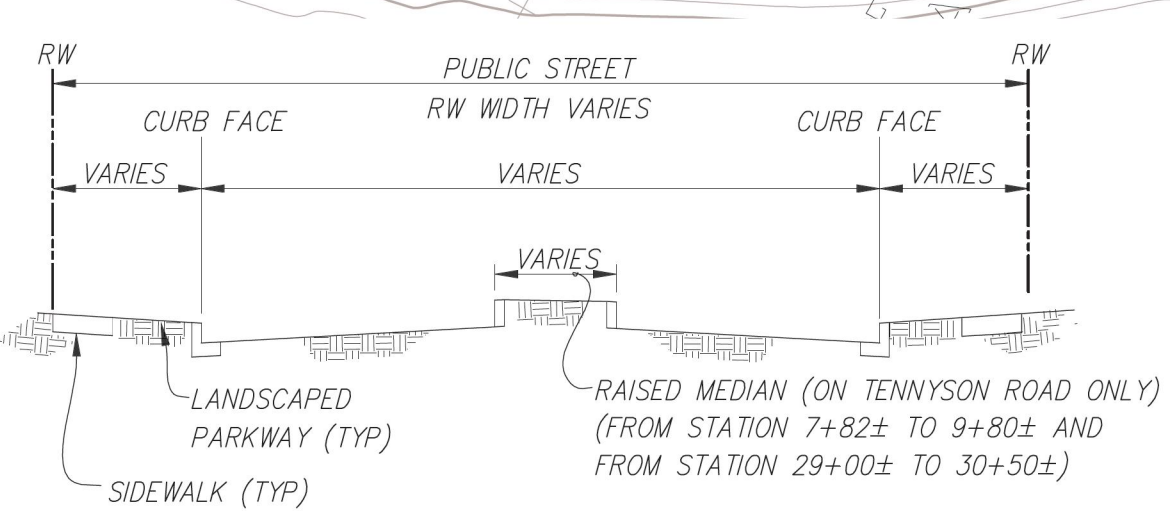 RW
RW
PUBLIC STREET
RW WIDTH VARIES
CURB FACE
CURB FACE
VARIES
VARIES
VARIES
VARIES
RAISED MEDIAN (ON TENNYSON ROAD ONLY)
(FROM STATION 7+82± TO 9+80± AND
FROM STATION 29+00± TO 30+50±)
LANDSCAPED
PARKWAY (TYP)
SIDEWALK (TYP)